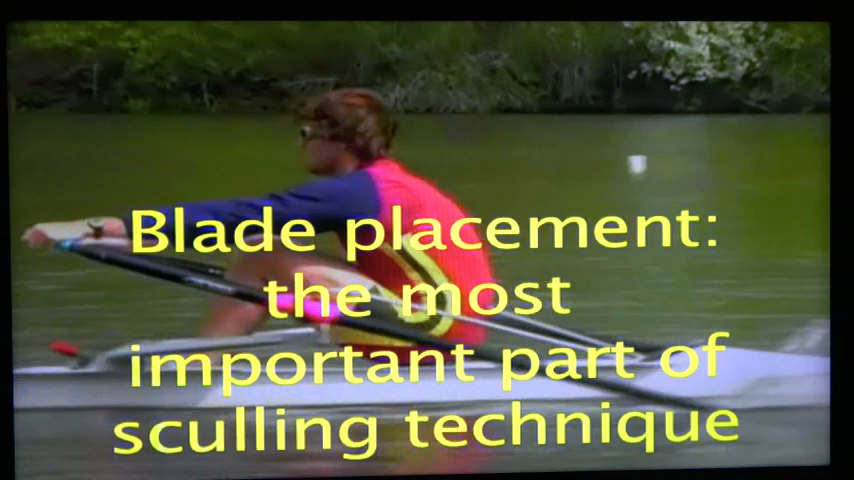 Blade placement:
the most
important part of
sculling technique